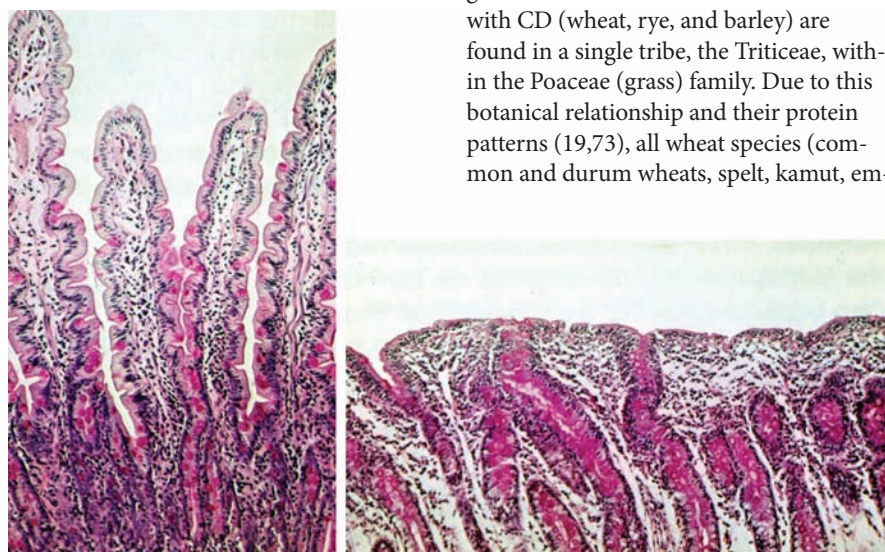 with CD (wheat, rye, and barley) are
found in a single tribe, the Triticeae, with-
in the Poaceae (grass) family. Due to this
botanical relationship and their protein
patterns (19,73), all wheat species (com-
mon and durum wheats, spelt, kamut, em-